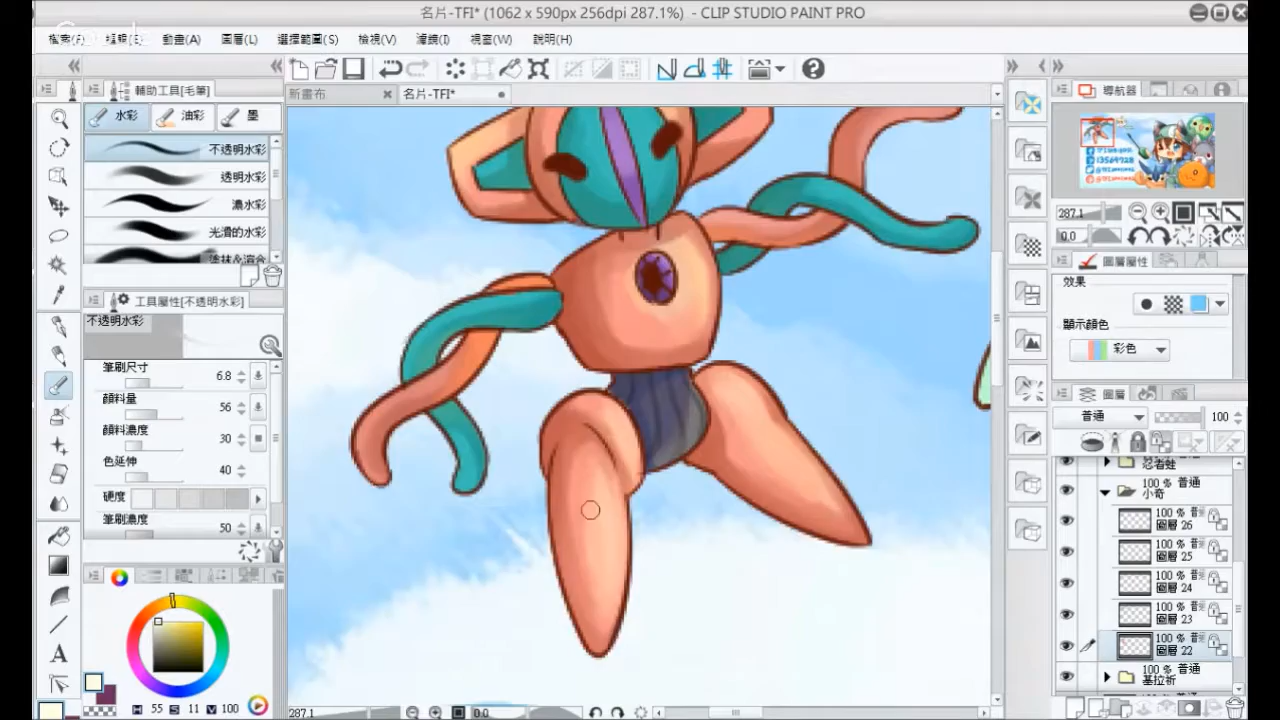 名片-TFI* (1062 x 590px 256dpi 287.1%) - CLIP STUDIO PAINT PRO
動畫(A) 圖層(L) 選擇範圍(S) 檢視(V) 濾鏡(I) 視窗(W) 說明(H)
輔助工具[毛筆]
新畫布 名片-TFI*
導航器
水彩 油彩 墨
不透明水彩
透明水彩
濃水彩
光滑的水彩
塗抹&溶合
287.1
0.0
圖層屬性
效果
工具屬性[不透明水彩]
不透明水彩
顯示顏色
彩色
筆刷尺寸 6.8
顏料量 56
顏料濃度 30
色延伸 40
硬度
筆刷濃度 50
圖層
普通 100
忍者蛙
100 % 普通
小奇
100 % 普
圖層 26
100 % 普
圖層 25
100 % 普
圖層 24
100 % 普
圖層 23
100 % 普
圖層 22
100 % 普通
基拉祈
H 55 S 11 V 100
287.1 0.0